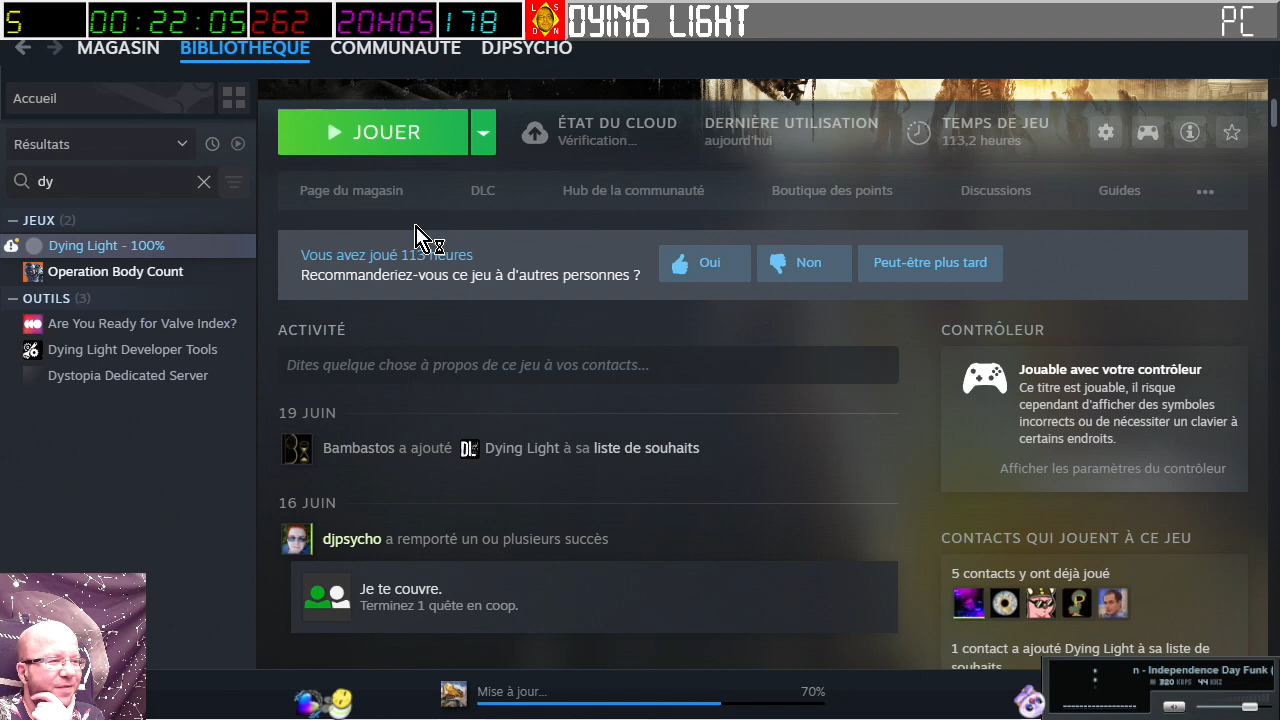 5 00:22:05 262 20H05 178 LSDN DYING LIGHT PC
MAGASIN BIBLIOTHÈQUE COMMUNAUTÉ DJPSYCHO
Accueil
Résultats
dy
JEUX (2)
Dying Light - 100%
Operation Body Count
OUTILS (3)
Are You Ready for Valve Index?
Dying Light Developer Tools
Dystopia Dedicated Server
JOUER
ÉTAT DU CLOUD
Vérification...
DERNIÈRE UTILISATION
aujourd'hui
TEMPS DE JEU
113,2 heures
Page du magasin DLC Hub de la communauté Boutique des points Discussions Guides
Vous avez joué 113 heures
Recommanderiez-vous ce jeu à d'autres personnes ?
Oui Non Peut-être plus tard
ACTIVITÉ
Dites quelque chose à propos de ce jeu à vos contacts...
19 JUIN
Bambastos a ajouté DL Dying Light à sa liste de souhaits
16 JUIN
djpsycho a remporté un ou plusieurs succès
Je te couvre.
Terminez 1 quête en coop.
CONTRÔLEUR
Jouable avec votre contrôleur
Ce titre est jouable, il risque
cependant d'afficher des symboles
incorrects ou de nécessiter un clavier à
certains endroits.
Afficher les paramètres du contrôleur
CONTACTS QUI JOUENT À CE JEU
5 contacts y ont déjà joué
1 contact a ajouté Dying Light à sa liste de
souhaits
Mise à jour... 70%
n - Independence Day Funk (
320 KBPS 44 KHZ